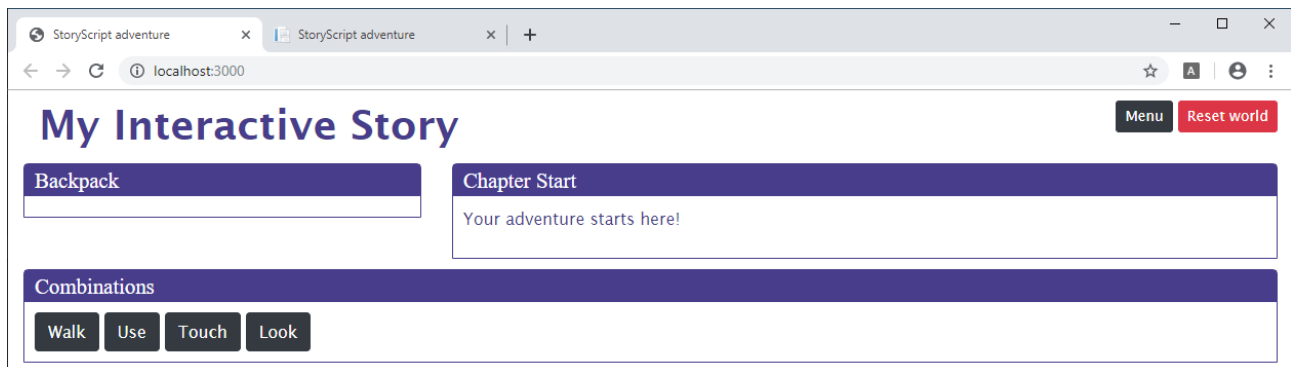 StoryScript adventure StoryScript adventure
localhost:3000 A
My Interactive Story Menu Reset world
Backpack Chapter Start
Your adventure starts here!
Combinations
Walk Use Touch Look